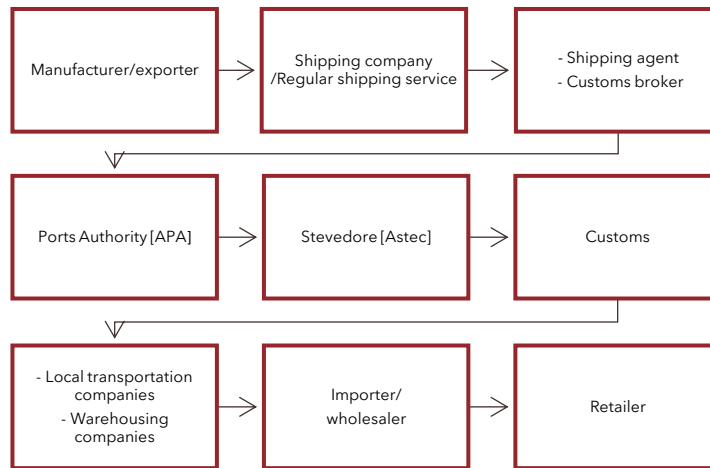 Manufacturer/exporter
Shipping company
/Regular shipping service
- Shipping agent
- Customs broker
Ports Authority [APA]
Stevedore [Astec]
Customs
- Local transportation
companies
- Warehousing
companies
Importer/
wholesaler
Retailer